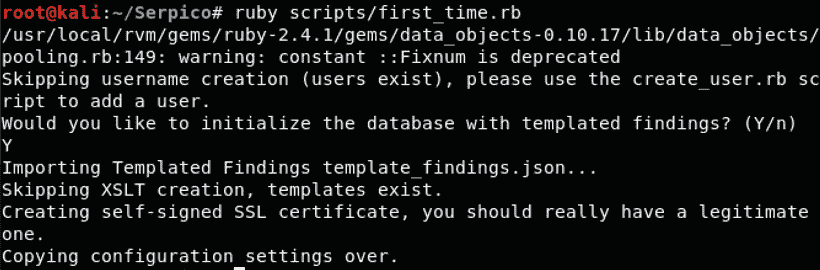 root@kali:~/Serpico# ruby scripts/first_time.rb
/usr/local/rvm/gems/ruby-2.4.1/gems/data_objects-0.10.17/lib/data_objects/
pooling.rb:149: warning: constant ::Fixnum is deprecated
Skipping username creation (users exist), please use the create_user.rb sc
ript to add a user.
Would you like to initialize the database with templated findings? (Y/n)
Y
Importing Templated Findings template_findings.json...
Skipping XSLT creation, templates exist.
Creating self-signed SSL certificate, you should really have a legitimate
one.
Copying configuration settings over.